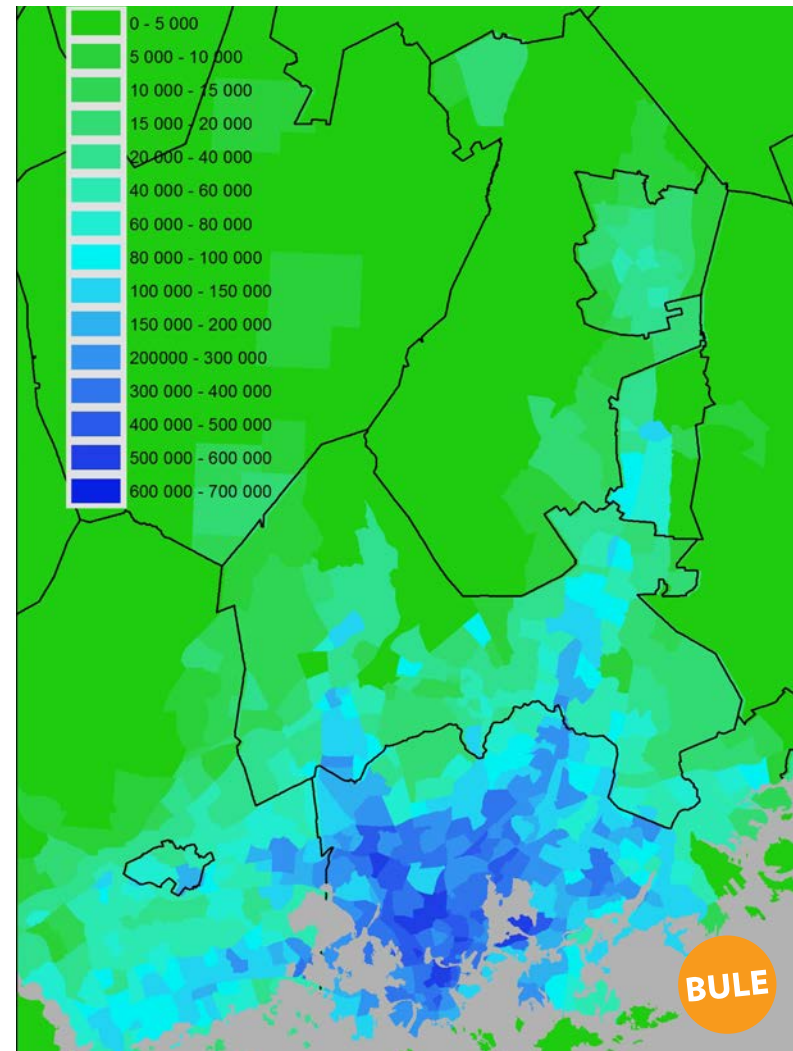 0 - 5 000
5 000 - 10 000
10 000 - 15 000
15 000 - 20 000
20 000 - 40 000
40 000 - 60 000
60 000 - 80 000
80 000 - 100 000
100 000 - 150 000
150 000 - 200 000
200000 - 300 000
300 000 - 400 000
400 000 - 500 000
500 000 - 600 000
600 000 - 700 000
BULE